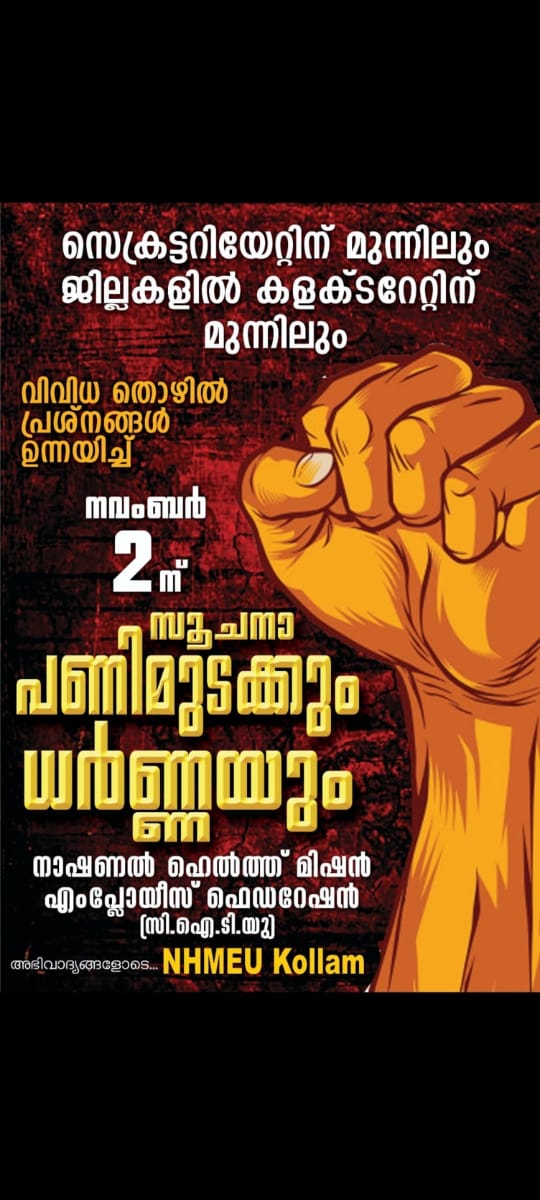 സെക്രട്ടറിയേറ്റിന് മുന്നിലും
ജില്ലകളിൽ കളക്ടറേറ്റിന്
മുന്നിലും
വിവിധ തൊഴിൽ
പ്രശ്നങ്ങൾ
ഉന്നയിച്ച്
നവംബർ
2ന്
സൂചനാ
പണിമുടക്കും
ധർണ്ണയും
നാഷണൽ ഹെൽത്ത് മിഷൻ
എംപ്ലോയീസ് ഫെഡറേഷൻ
(സി.ഐ.ടി.യു)
അഭിവാദ്യങ്ങളോടെ... NHMEU Kollam